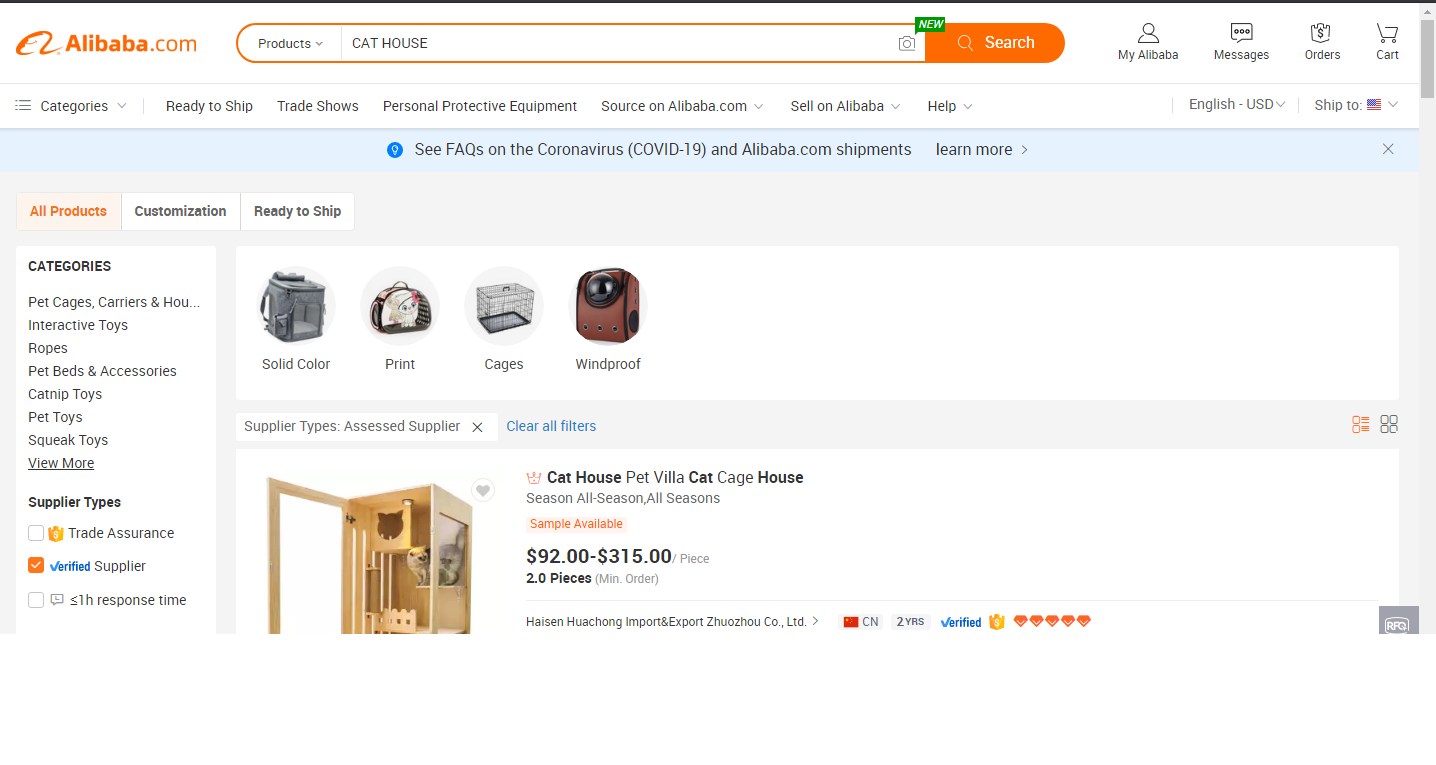 Alibaba.com
Products
CAT HOUSE
NEW
Search
My Alibaba
Messages
Orders
Cart
Categories
Ready to Ship
Trade Shows
Personal Protective Equipment
Source on Alibaba.com
Sell on Alibaba
Help
English - USD
Ship to:
See FAQs on the Coronavirus (COVID-19) and Alibaba.com shipments learn more
All Products
Customization
Ready to Ship
CATEGORIES
Pet Cages, Carriers & Hou...
Interactive Toys
Ropes
Pet Beds & Accessories
Catnip Toys
Pet Toys
Squeak Toys
View More
Supplier Types
Trade Assurance
Verified Supplier
≤1h response time
Solid Color
Print
Cages
Windproof
Supplier Types: Assessed Supplier
Clear all filters
Cat House Pet Villa Cat Cage House
Season All-Season,All Seasons
Sample Available
$92.00-$315.00/ Piece
2.0 Pieces (Min. Order)
Haisen Huachong Import&Export Zhuozhou Co., Ltd.
CN
2 YRS
Verified
RFQ